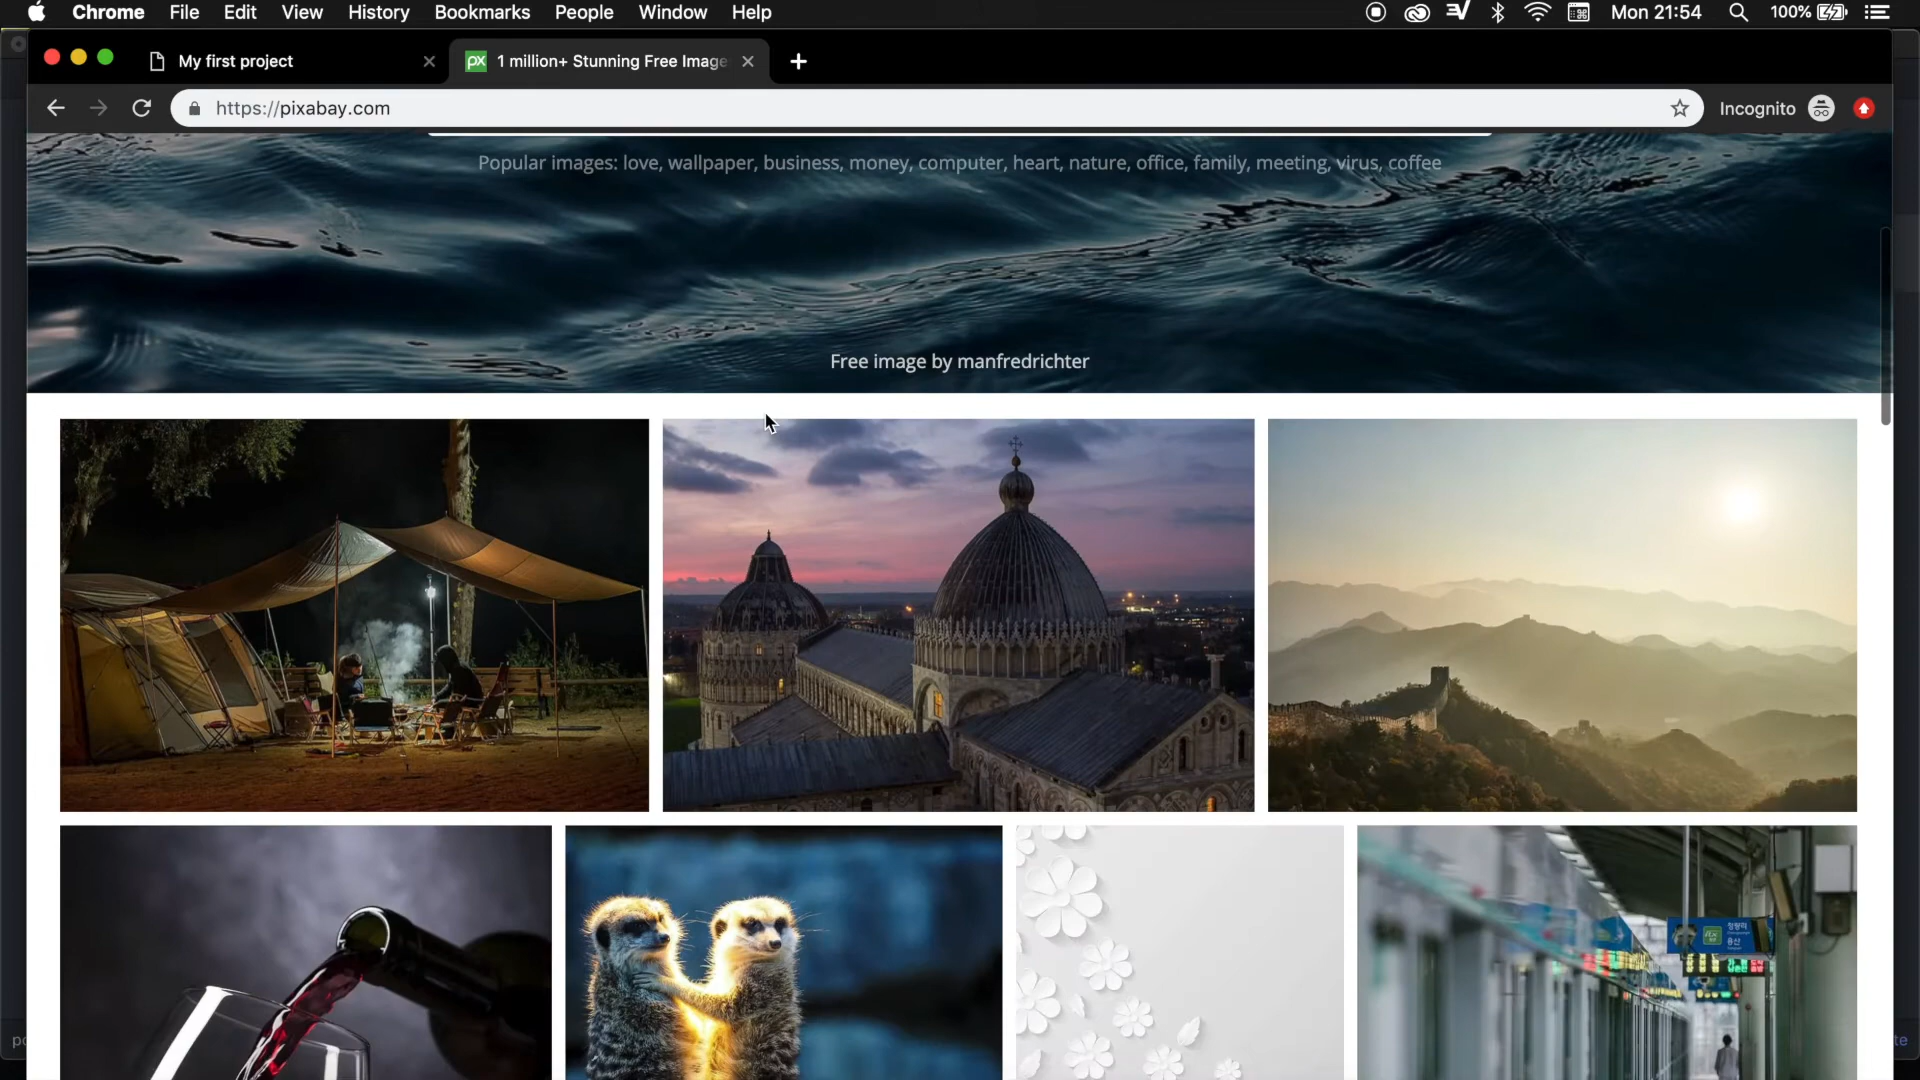 Chrome File Edit View History Bookmarks People Window Help Mon 21:54 100%
My first project 1 million+ Stunning Free Image
https://pixabay.com Incognito
Popular images: love, wallpaper, business, money, computer, heart, nature, office, family, meeting, virus, coffee
Free image by manfredrichter